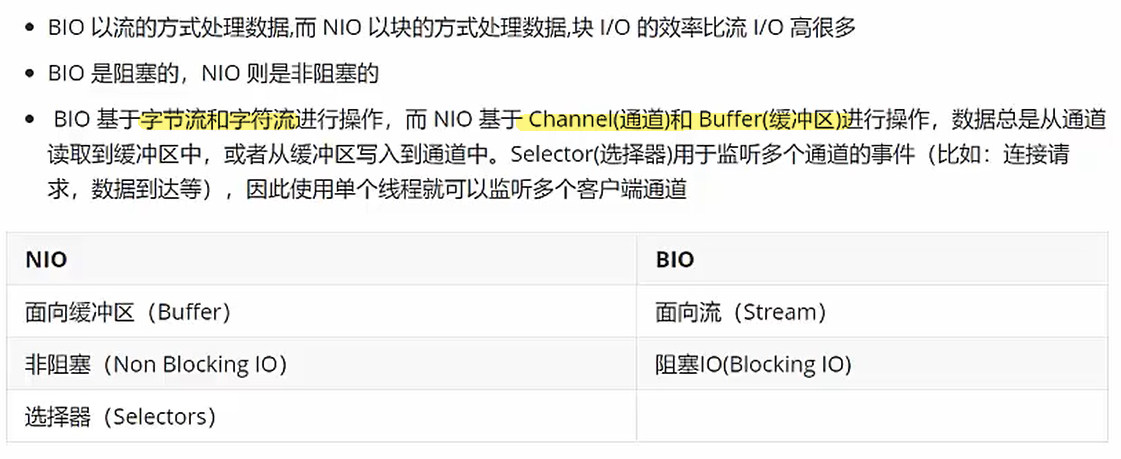 • BIO 以流的方式处理数据,而 NIO 以块的方式处理数据,块 I/O 的效率比流 I/O 高很多
• BIO 是阻塞的，NIO 则是非阻塞的
• BIO 基于字节流和字符流进行操作，而 NIO 基于 Channel(通道)和 Buffer(缓冲区)进行操作，数据总是从通道
读取到缓冲区中，或者从缓冲区写入到通道中。Selector(选择器)用于监听多个通道的事件（比如：连接请
求，数据到达等），因此使用单个线程就可以监听多个客户端通道
NIO BIO
面向缓冲区（Buffer） 面向流（Stream）
非阻塞（Non Blocking IO） 阻塞IO(Blocking IO)
选择器（Selectors）